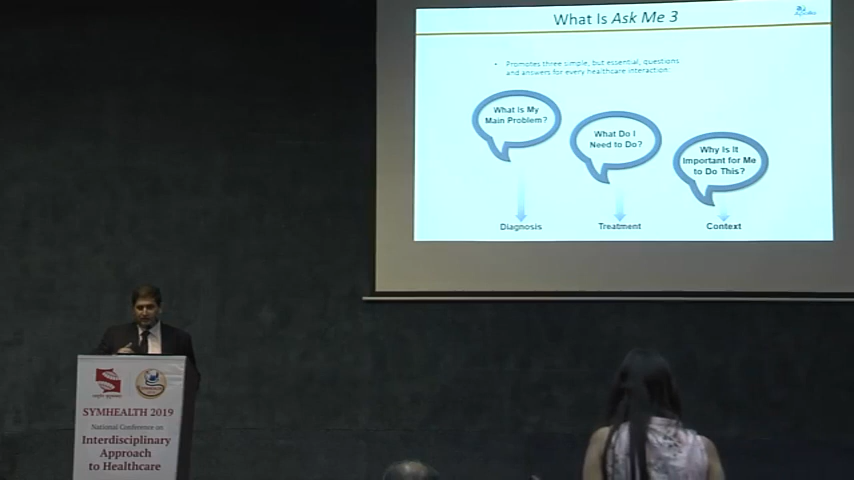 What Is Ask Me 3
• Promotes three simple, but essential, questions
and answers for every healthcare interaction:
What Is My
Main Problem?
What Do I
Need to Do?
Why Is It
Important for Me
to Do This?
Diagnosis
Treatment
Context
SYMHEALTH 2019
National Conference on
Interdisciplinary
Approach
to Healthcare